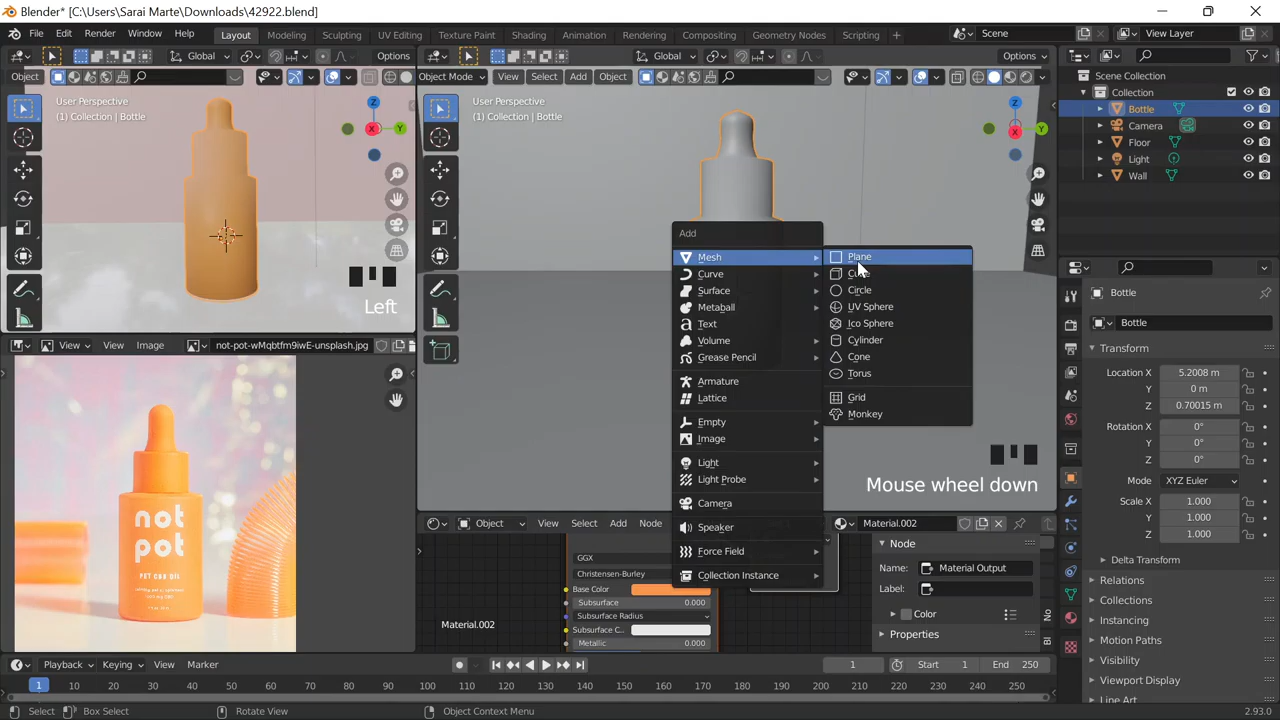 Blender* [C:\Users\Sarai Marte\Downloads\42922.blend]
File Edit Render Window Help Layout Modeling Sculpting UV Editing Texture Paint Shading Animation Rendering Compositing Geometry Nodes Scripting + Scene View Layer
Global Options Global Options
Object Object Mode View Select Add Object
User Perspective
(1) Collection | Bottle
Z
Y
X
Left
User Perspective
(1) Collection | Bottle
Z
Y
X
Add
Mesh
Curve
Surface
Metaball
Text
Volume
Grease Pencil
Armature
Lattice
Empty
Image
Light
Light Probe
Camera
Speaker
Force Field
Collection Instance
Plane
Circle
UV Sphere
Ico Sphere
Cylinder
Cone
Torus
Grid
Monkey
Mouse wheel down
View View Image not-pot-wMqbtfm9iwE-unsplash.jpg
not
pot
PET CBD OIL
Object View Select Add Node Material.002
GGX
Christensen-Burley
Base Color
Subsurface 0.000
Subsurface Radius
Subsurface C..
Metallic 0.000
Material.002
Node
Name: Material Output
Label:
Color
Properties
No
Scene Collection
Collection
Bottle
Camera
Floor
Light
Wall
Bottle
Bottle
Transform
Location X 5.2008 m
Y 0 m
Z 0.70015 m
Rotation X 0°
Y 0°
Z 0°
Mode XYZ Euler
Scale X 1.000
Y 1.000
Z 1.000
Delta Transform
Relations
Collections
Instancing
Motion Paths
Visibility
Viewport Display
Line Art
Playback Keying View Marker 1 Start 1 End 250
1 10 20 30 40 50 60 70 80 90 100 110 120 130 140 150 160 170 180 190 200 210 220 230 240 250
Select Box Select Rotate View Object Context Menu 2.93.0